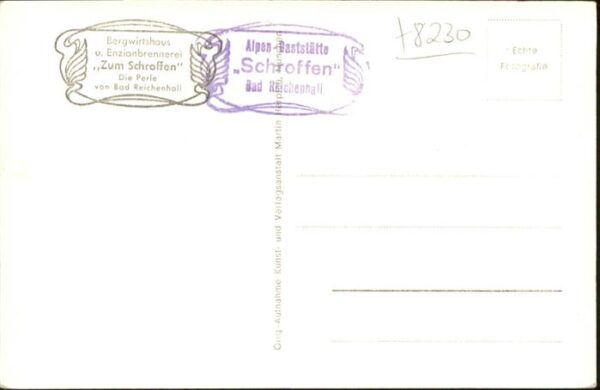 Bergwirtshaus
u. Enzianbrennerei
„Zum Schroffen“
Die Perle
von Bad Reichenhall
Alpen-Gaststätte
„Schroffen“
Bad Reichenhall
78230
Echte
Fotografie
Orig.-Aufnahme Kunst- und Verlagsanstalt Martin